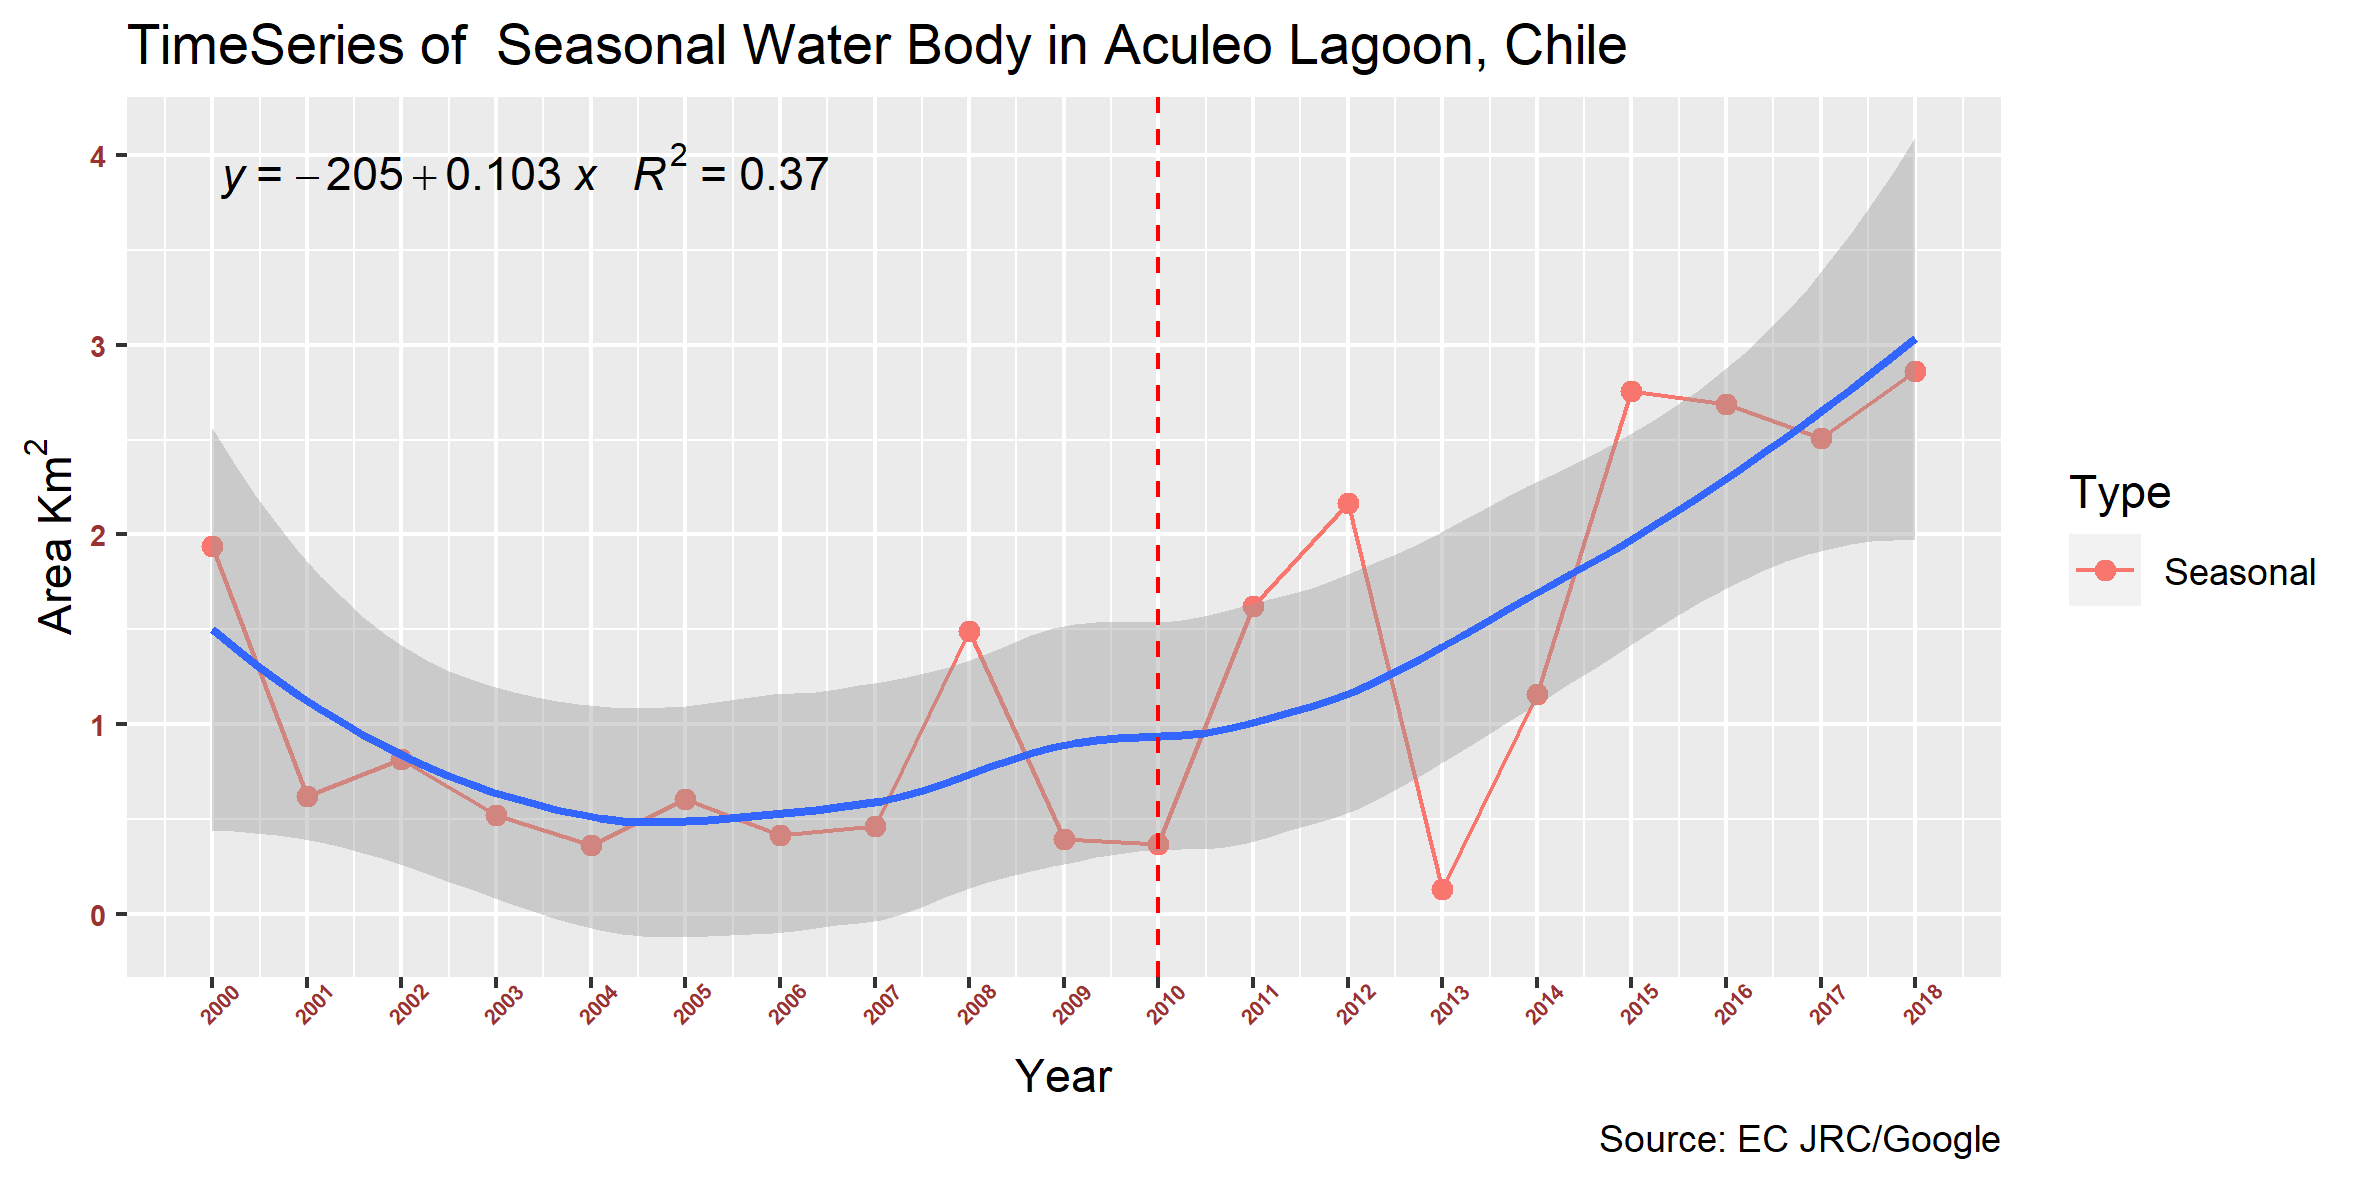 TimeSeries of  Seasonal Water Body in Aculeo Lagoon, Chile
y = −205 + 0.103 x   R² = 0.37
Area Km²
4
3
2
1
0
2000 2001 2002 2003 2004 2005 2006 2007 2008 2009 2010 2011 2012 2013 2014 2015 2016 2017 2018
Year
Type
Seasonal
Source: EC JRC/Google